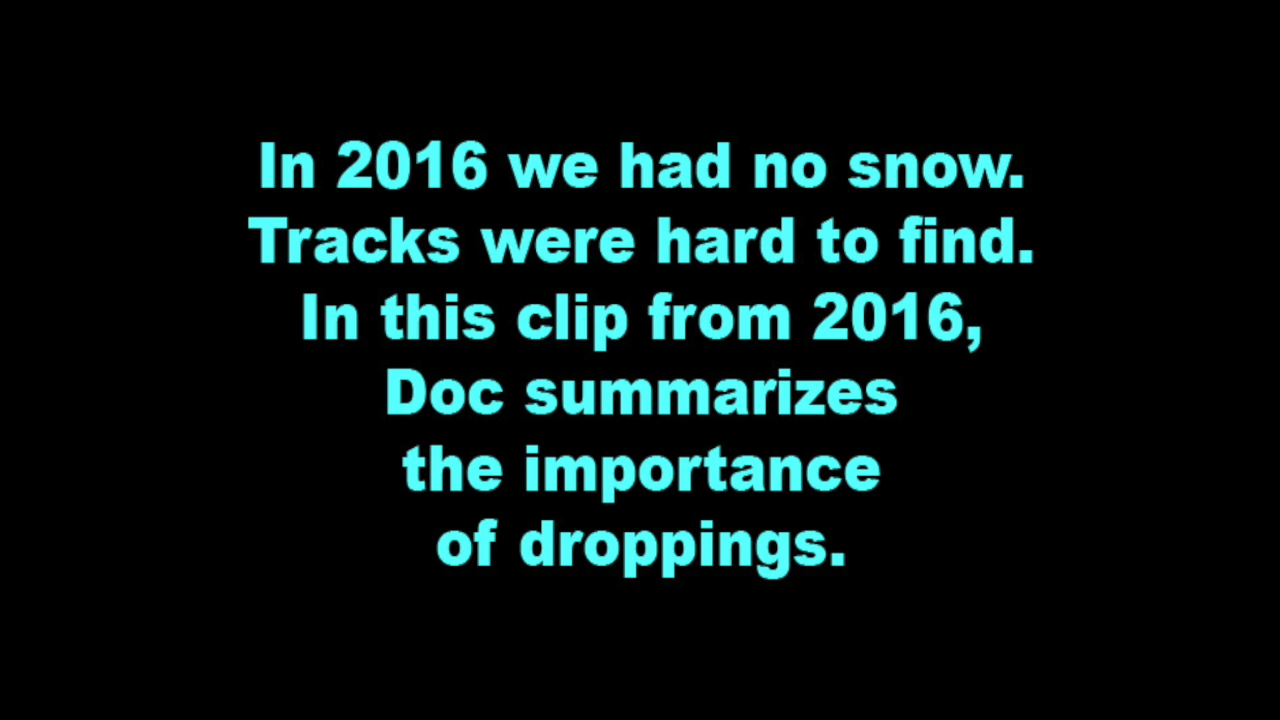 In 2016 we had no snow.
Tracks were hard to find.
In this clip from 2016,
Doc summarizes
the importance
of droppings.